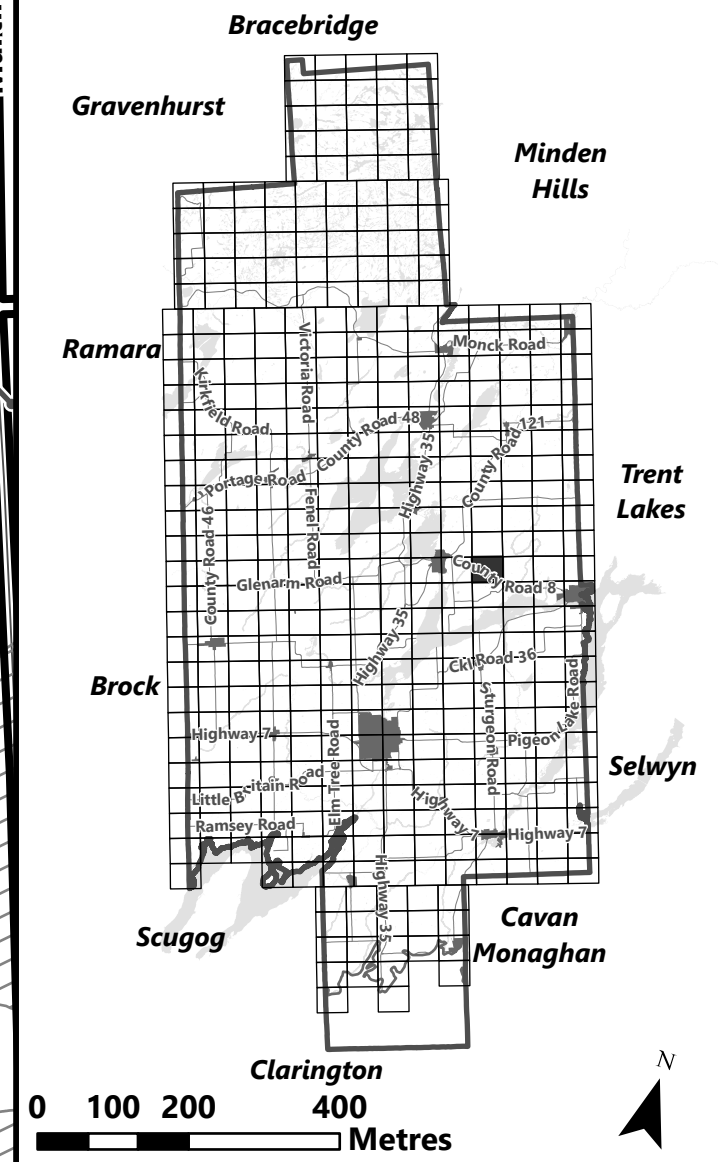 Bracebridge
Gravenhurst
Minden
Hills
Ramara
Monck Road
Victoria Road
Kirkfield Road
County Road 48
County Road 121
Highway 35
Portage Road
Fenel Road
Trent
Lakes
County Road 46
Glenarm Road
County Road 8
Highway 35
Ckl Road 36
Brock
Sturgeon Road
Pigeon Lake Road
Highway 7
Elm Tree Road
Selwyn
Little Britain Road
Ramsey Road
Highway 7
Highway 7
Highway 35
Scugog
Cavan
Monaghan
Clarington
N
0 100 200 400
Metres